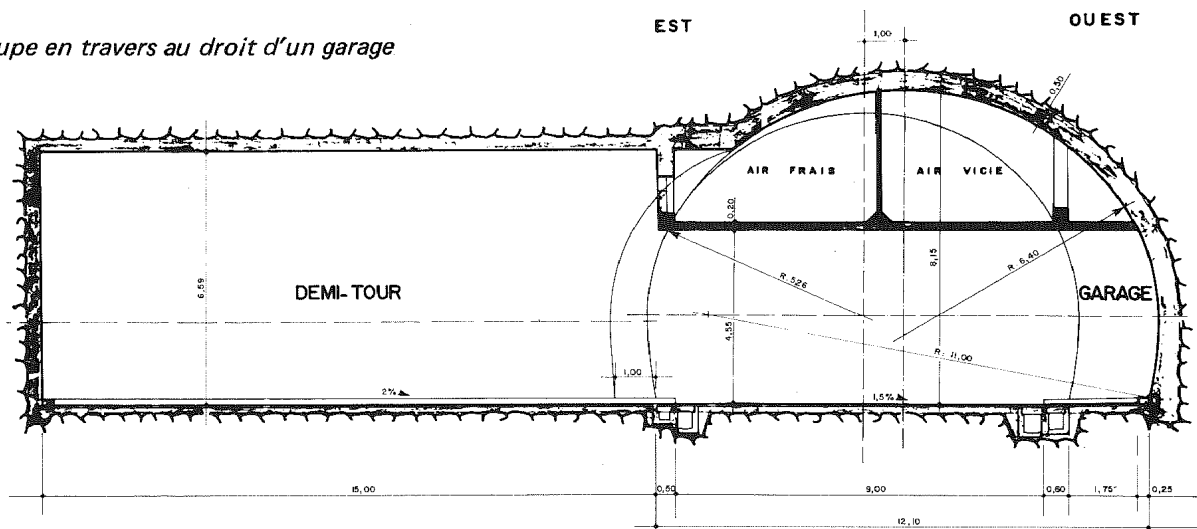 EST
OUEST
upe en travers au droit d'un garage
1,00
0,50
AIR FRAIS
AIR VICIE
0,20
6,59
DEMI-TOUR
R. 5.26
8,15
R. 6,40
GARAGE
4,55
R. 11,00
1,00
2%
1,5%
15,00
0,50
9,00
0,60
1,75
0,25
12,10